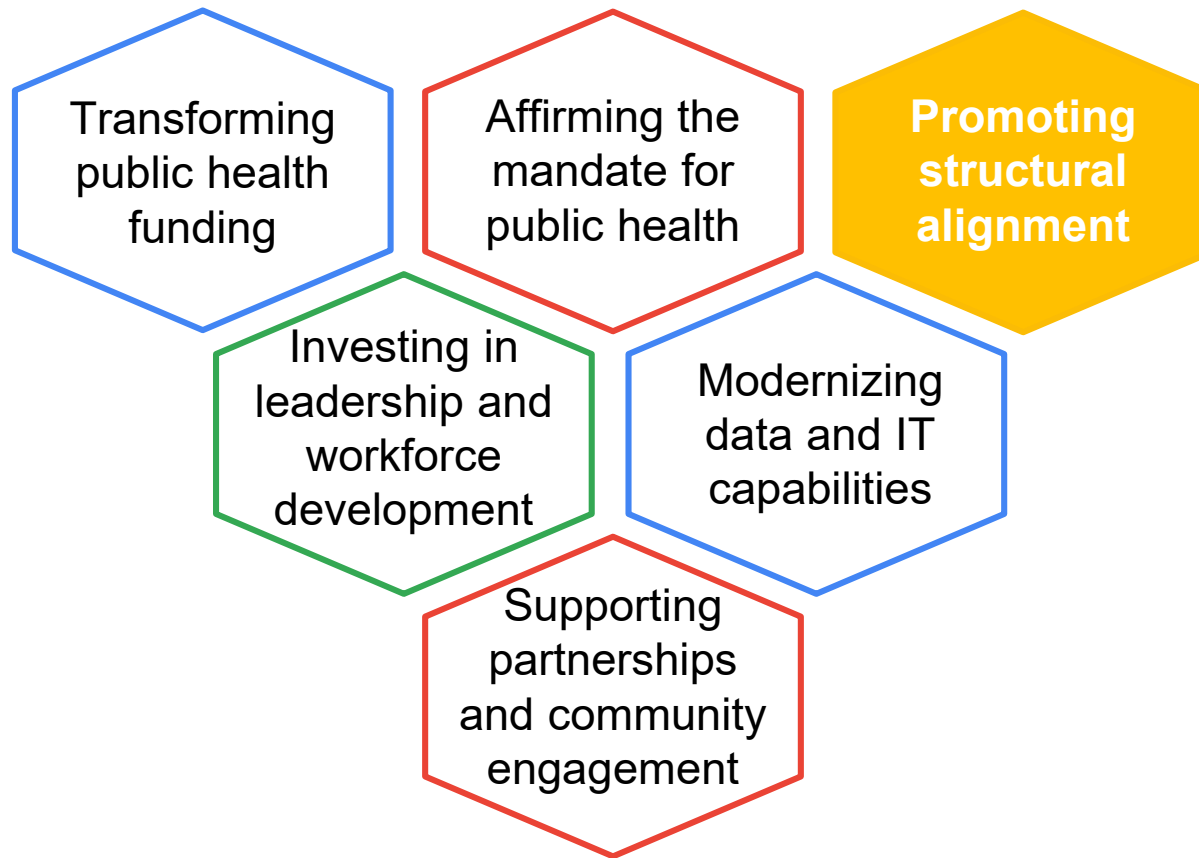 Transforming
public health
funding
Affirming the
mandate for
public health
Promoting
structural
alignment
Investing in
leadership and
workforce
development
Modernizing
data and IT
capabilities
Supporting
partnerships
and community
engagement